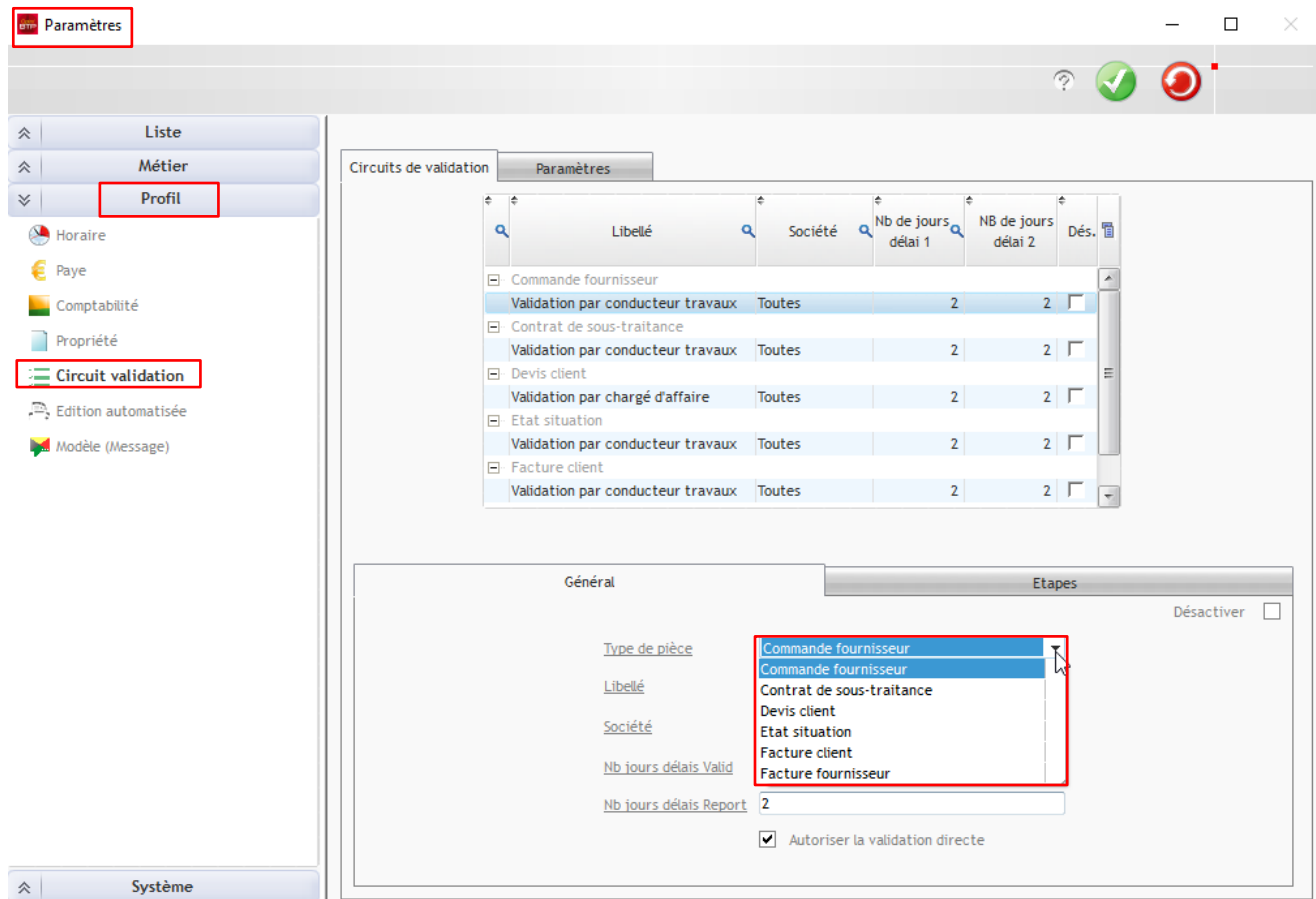 Paramètres
Liste
Métier
Profil
Horaire
Paye
Comptabilité
Propriété
Circuit validation
Edition automatisée
Modèle (Message)
Système
Circuits de validation Paramètres
Libellé Société Nb de jours délai 1 NB de jours délai 2 Dés.
Commande fournisseur
Validation par conducteur travaux Toutes 2 2
Contrat de sous-traitance
Validation par conducteur travaux Toutes 2 2
Devis client
Validation par chargé d'affaire Toutes 2 2
Etat situation
Validation par conducteur travaux Toutes 2 2
Facture client
Validation par conducteur travaux Toutes 2 2
Général Etapes
Désactiver
Type de pièce Commande fournisseur
Commande fournisseur
Libellé Contrat de sous-traitance
Devis client
Société Etat situation
Facture client
Nb jours délais Valid Facture fournisseur
Nb jours délais Report 2
Autoriser la validation directe